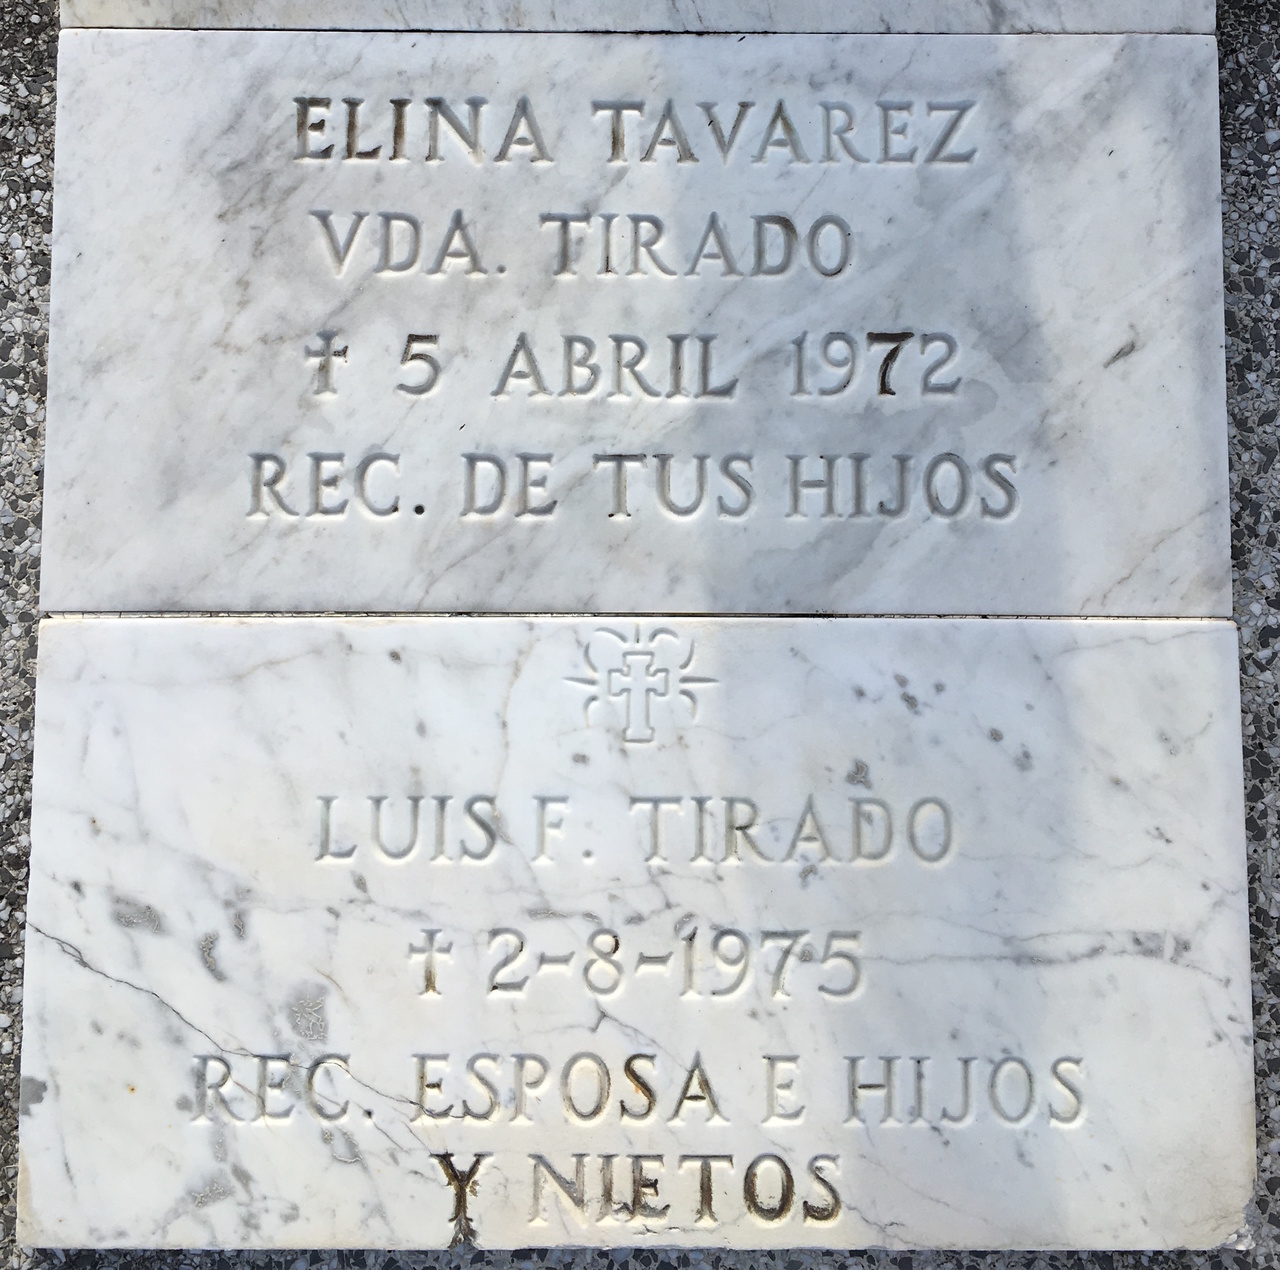 ELINA TAVAREZ
VDA. TIRADO
† 5 ABRIL 1972
REC. DE TUS HIJOS
LUIS F. TIRADO
† 2-8-1975
REC. ESPOSA E HIJOS
Y NIETOS